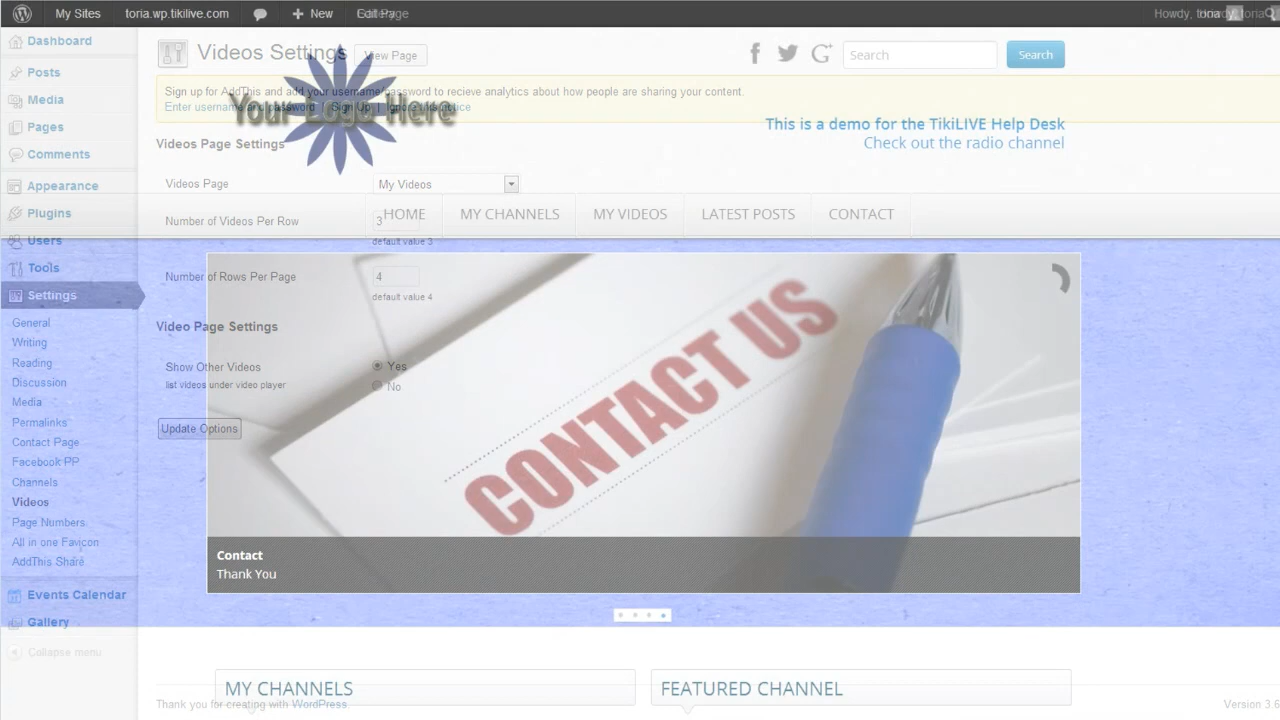 My Sites
toria.wp.tikilive.com
+ New
Howdy, toria
Dashboard
Posts
Media
Pages
Comments
Appearance
Plugins
Users
Tools
Settings
General
Writing
Reading
Discussion
Media
Permalinks
Contact Page
Facebook PP
Channels
Videos
Page Numbers
All in one Favicon
AddThis Share
Events Calendar
Gallery
Collapse menu
Videos Settings
View Page
Search
Search
Sign up for AddThis and add your username/password to recieve analytics about how people are sharing your content.
Enter username and password | Sign Up | Ignore this notice
Your Logo Here
This is a demo for the TikiLIVE Help Desk
Check out the radio channel
Videos Page Settings
Videos Page
My Videos
HOME
MY CHANNELS
MY VIDEOS
LATEST POSTS
CONTACT
Number of Videos Per Row
3
default value 3
Number of Rows Per Page
4
default value 4
Video Page Settings
Show Other Videos
Yes
list videos under video player
No
Update Options
CONTACT US
Contact
Thank You
MY CHANNELS
FEATURED CHANNEL
Thank you for creating with WordPress.
Version 3.6